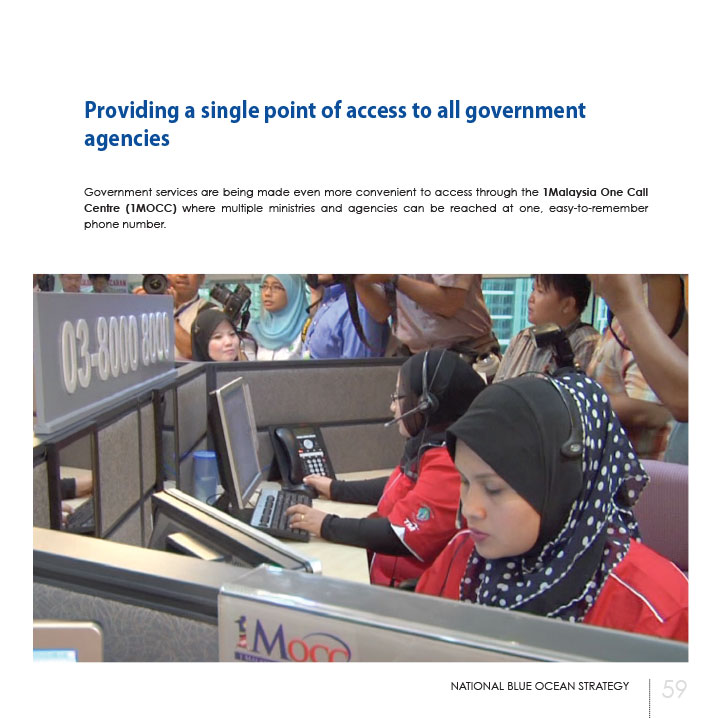 Providing a single point of access to all government
agencies
Government services are being made even more convenient to access through the 1Malaysia One Call
Centre (1MOCC) where multiple ministries and agencies can be reached at one, easy-to-remember
phone number.
03-8000 8000
1MOCC
NATIONAL BLUE OCEAN STRATEGY
59